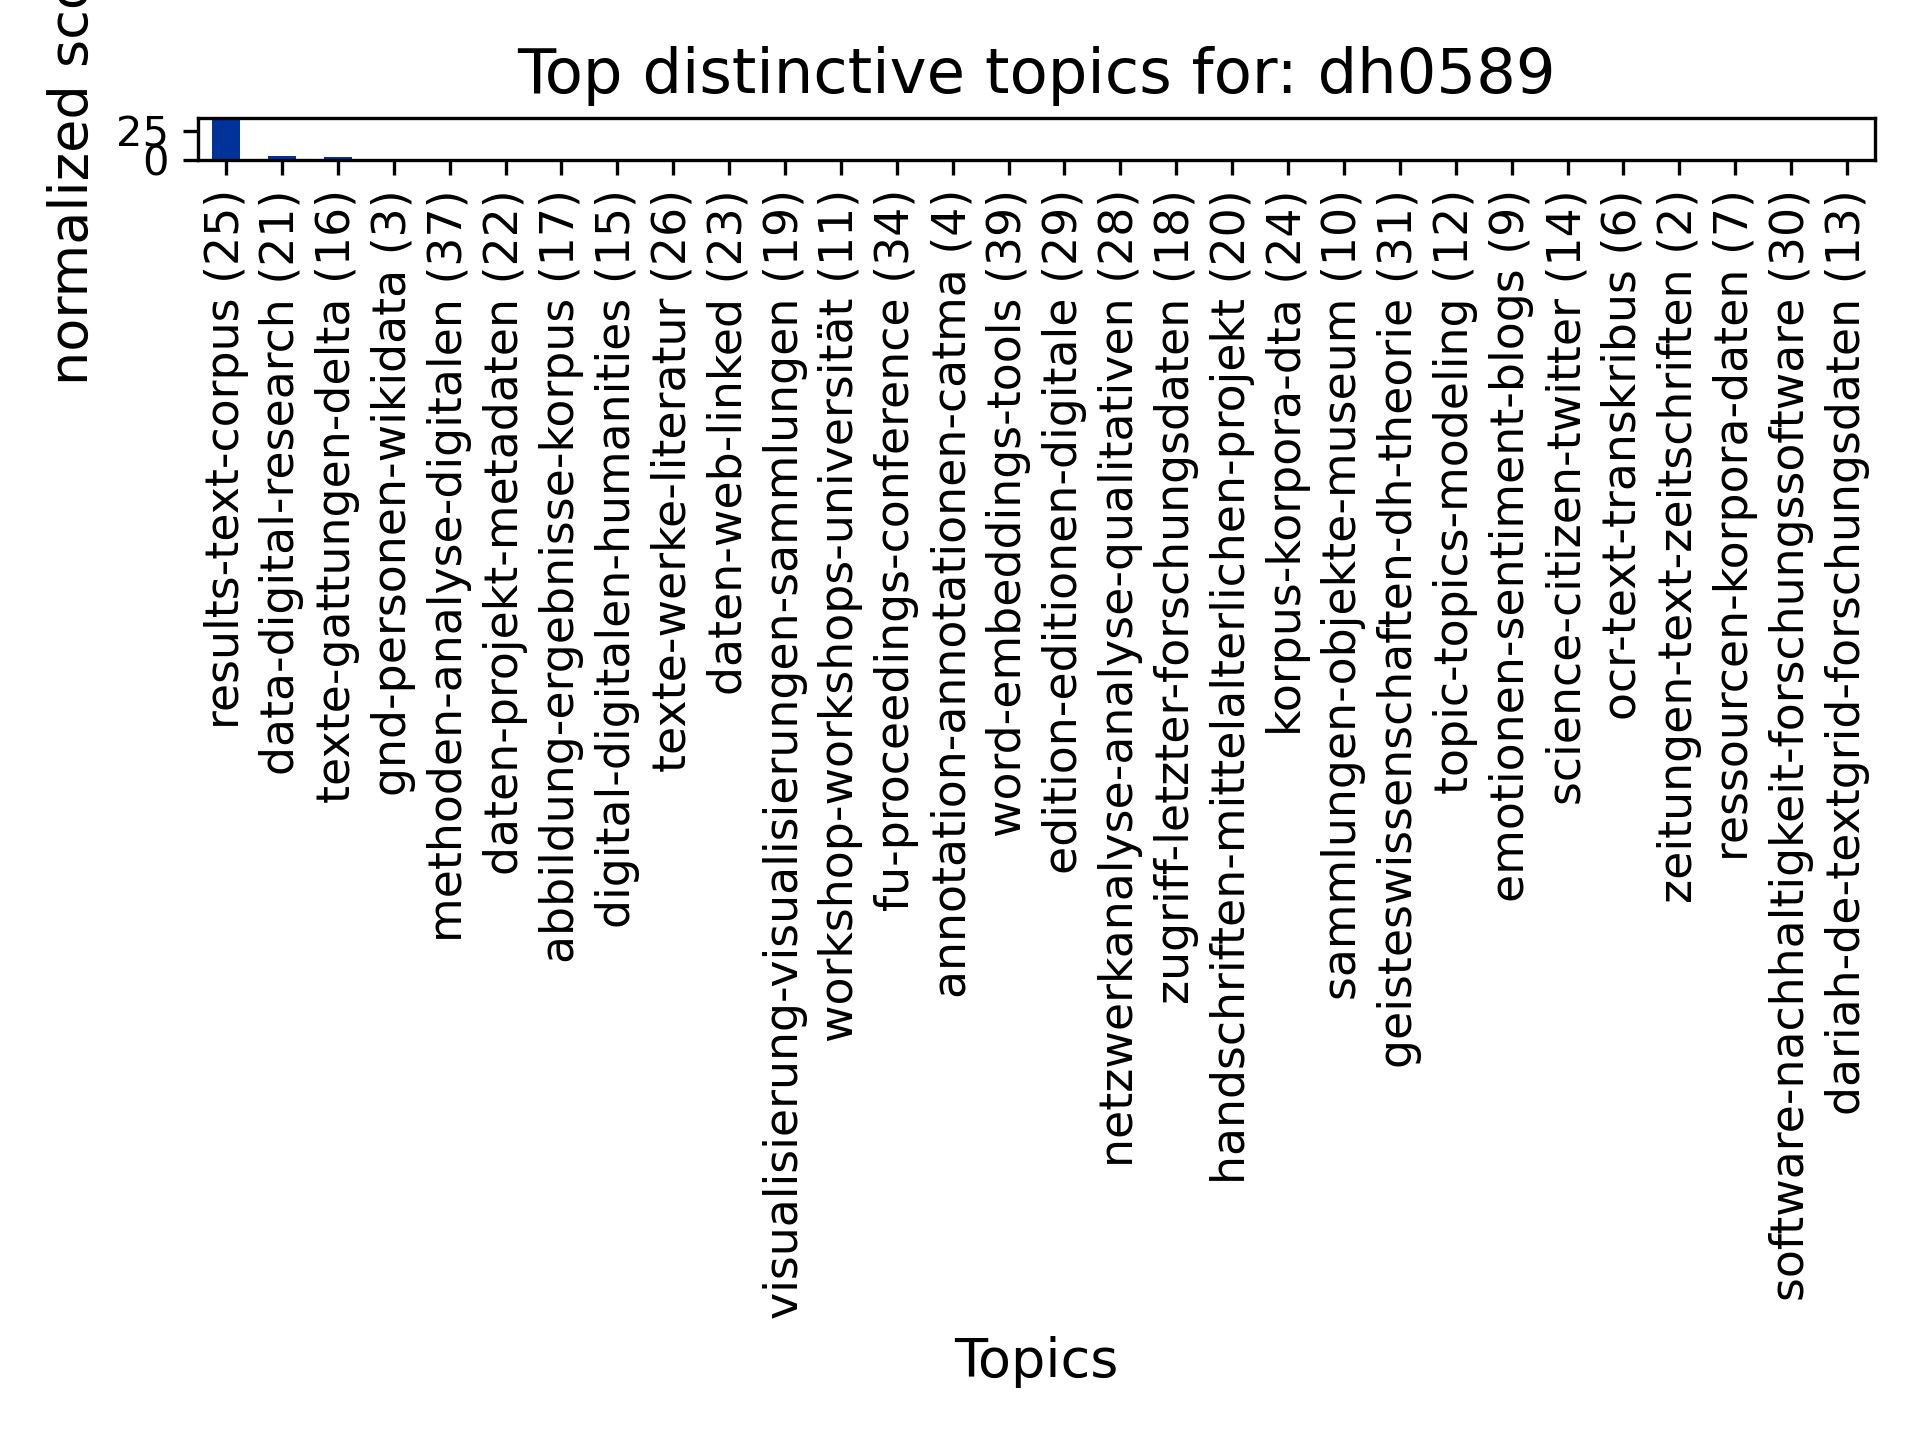 Top distinctive topics for: dh0589
normalized
25
0
results-text-corpus (25)
data-digital-research (21)
texte-gattungen-delta (16)
gnd-personen-wikidata (3)
methoden-analyse-digitalen (37)
daten-projekt-metadaten (22)
abbildung-ergebnisse-korpus (17)
digital-digitalen-humanities (15)
texte-werke-literatur (26)
daten-web-linked (23)
visualisierung-visualisierungen-sammlungen (19)
workshop-workshops-universität (11)
fu-proceedings-conference (34)
annotation-annotationen-catma (4)
word-embeddings-tools (39)
edition-editionen-digitale (29)
netzwerkanalyse-analyse-qualitativen (28)
zugriff-letzter-forschungsdaten (18)
handschriften-mittelalterlichen-projekt (20)
korpus-korpora-dta (24)
sammlungen-objekte-museum (10)
geisteswissenschaften-dh-theorie (31)
topic-topics-modeling (12)
emotionen-sentiment-blogs (9)
science-citizen-twitter (14)
ocr-text-transkribus (6)
zeitungen-text-zeitschriften (2)
ressourcen-korpora-daten (7)
software-nachhaltigkeit-forschungssoftware (30)
dariah-de-textgrid-forschungsdaten (13)
Topics